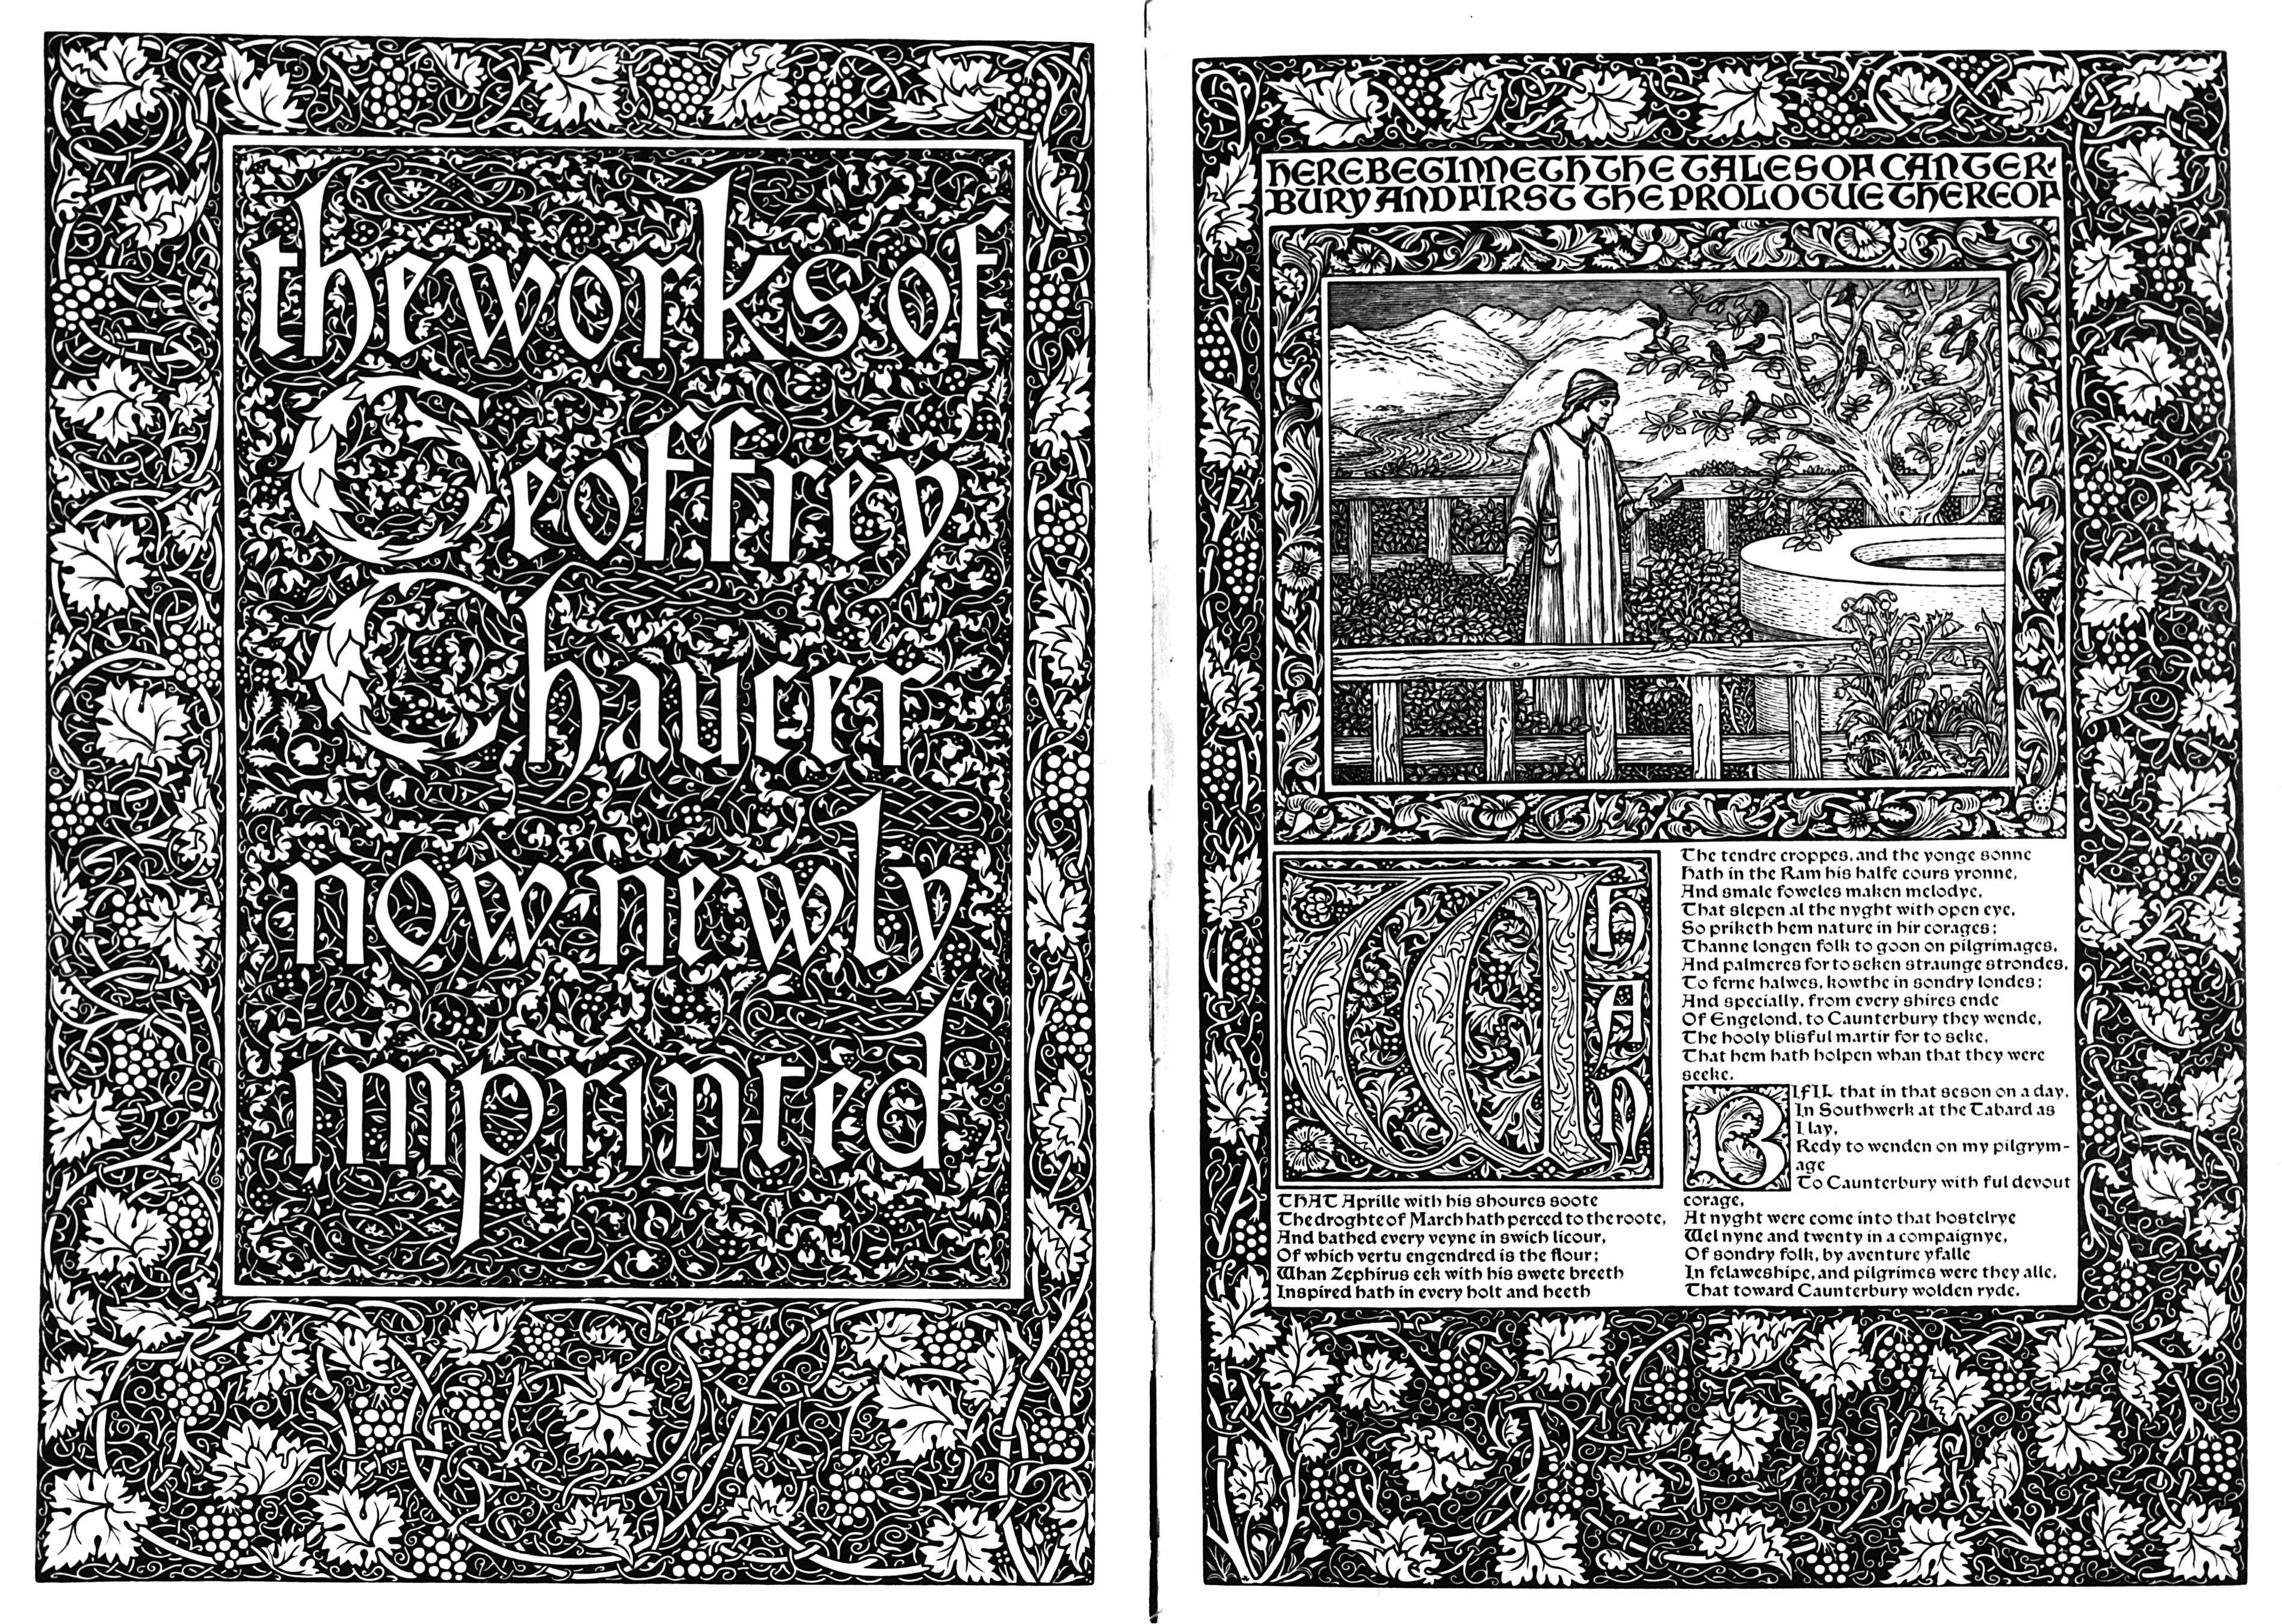 the works of
Geoffrey
Chaucer
now newly
imprinted
HERE BEGINNETH THE TALES OF CANTER-
BURY AND FIRST THE PROLOGUE THEREOF
WHAN
THAT Aprille with his shoures soote
The droghte of March hath perced to the roote,
And bathed every veyne in swich licour,
Of which vertu engendred is the flour;
Whan Zephirus eek with his swete breeth
Inspired hath in every holt and heeth
The tendre croppes, and the yonge sonne
Hath in the Ram his halfe cours yronne,
And smale foweles maken melodye,
That slepen al the nyght with open eye,
So priketh hem nature in hir corages;
Thanne longen folk to goon on pilgrimages,
And palmeres for to seken straunge strondes,
To ferne halwes, kowthe in sondry londes;
And specially, from every shires ende
Of Engelond, to Caunterbury they wende,
The hooly blisful martir for to seke,
That hem hath holpen whan that they were
seeke.
BIFIL that in that seson on a day,
In Southwerk at the Tabard as
I lay,
Redy to wenden on my pilgrym-
age
To Caunterbury with ful devout
corage,
At nyght were come into that hostelrye
Wel nyne and twenty in a compaignye,
Of sondry folk, by aventure yfalle
In felaweshipe, and pilgrimes were they alle,
That toward Caunterbury wolden ryde.